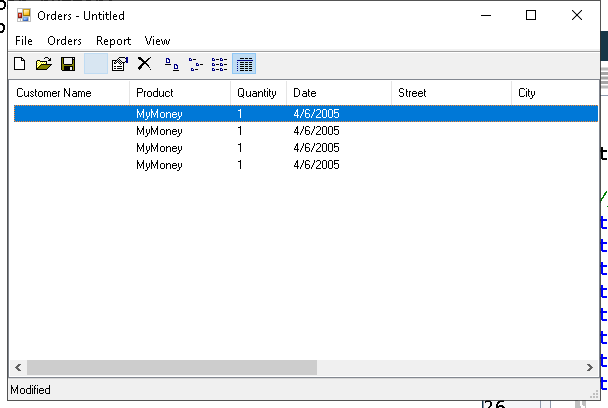 Orders - Untitled
File Orders Report View
Customer Name Product Quantity Date Street City
MyMoney 1 4/6/2005
MyMoney 1 4/6/2005
MyMoney 1 4/6/2005
MyMoney 1 4/6/2005
Modified
26